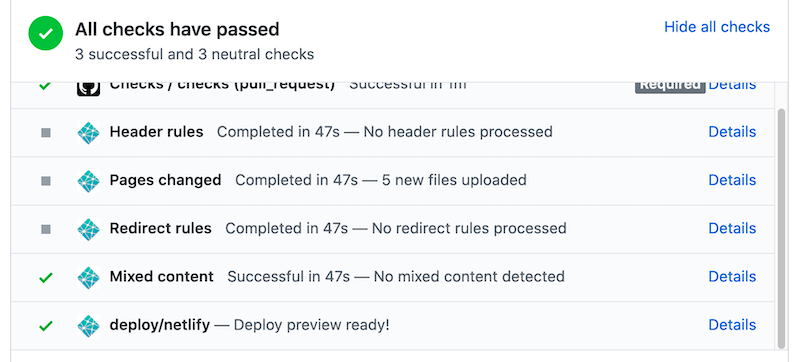 All checks have passed
Hide all checks
3 successful and 3 neutral checks
Checks / checks (pull_request) Successful in 1m Required Details
Header rules Completed in 47s — No header rules processed Details
Pages changed Completed in 47s — 5 new files uploaded Details
Redirect rules Completed in 47s — No redirect rules processed Details
Mixed content Successful in 47s — No mixed content detected Details
deploy/netlify — Deploy preview ready! Details